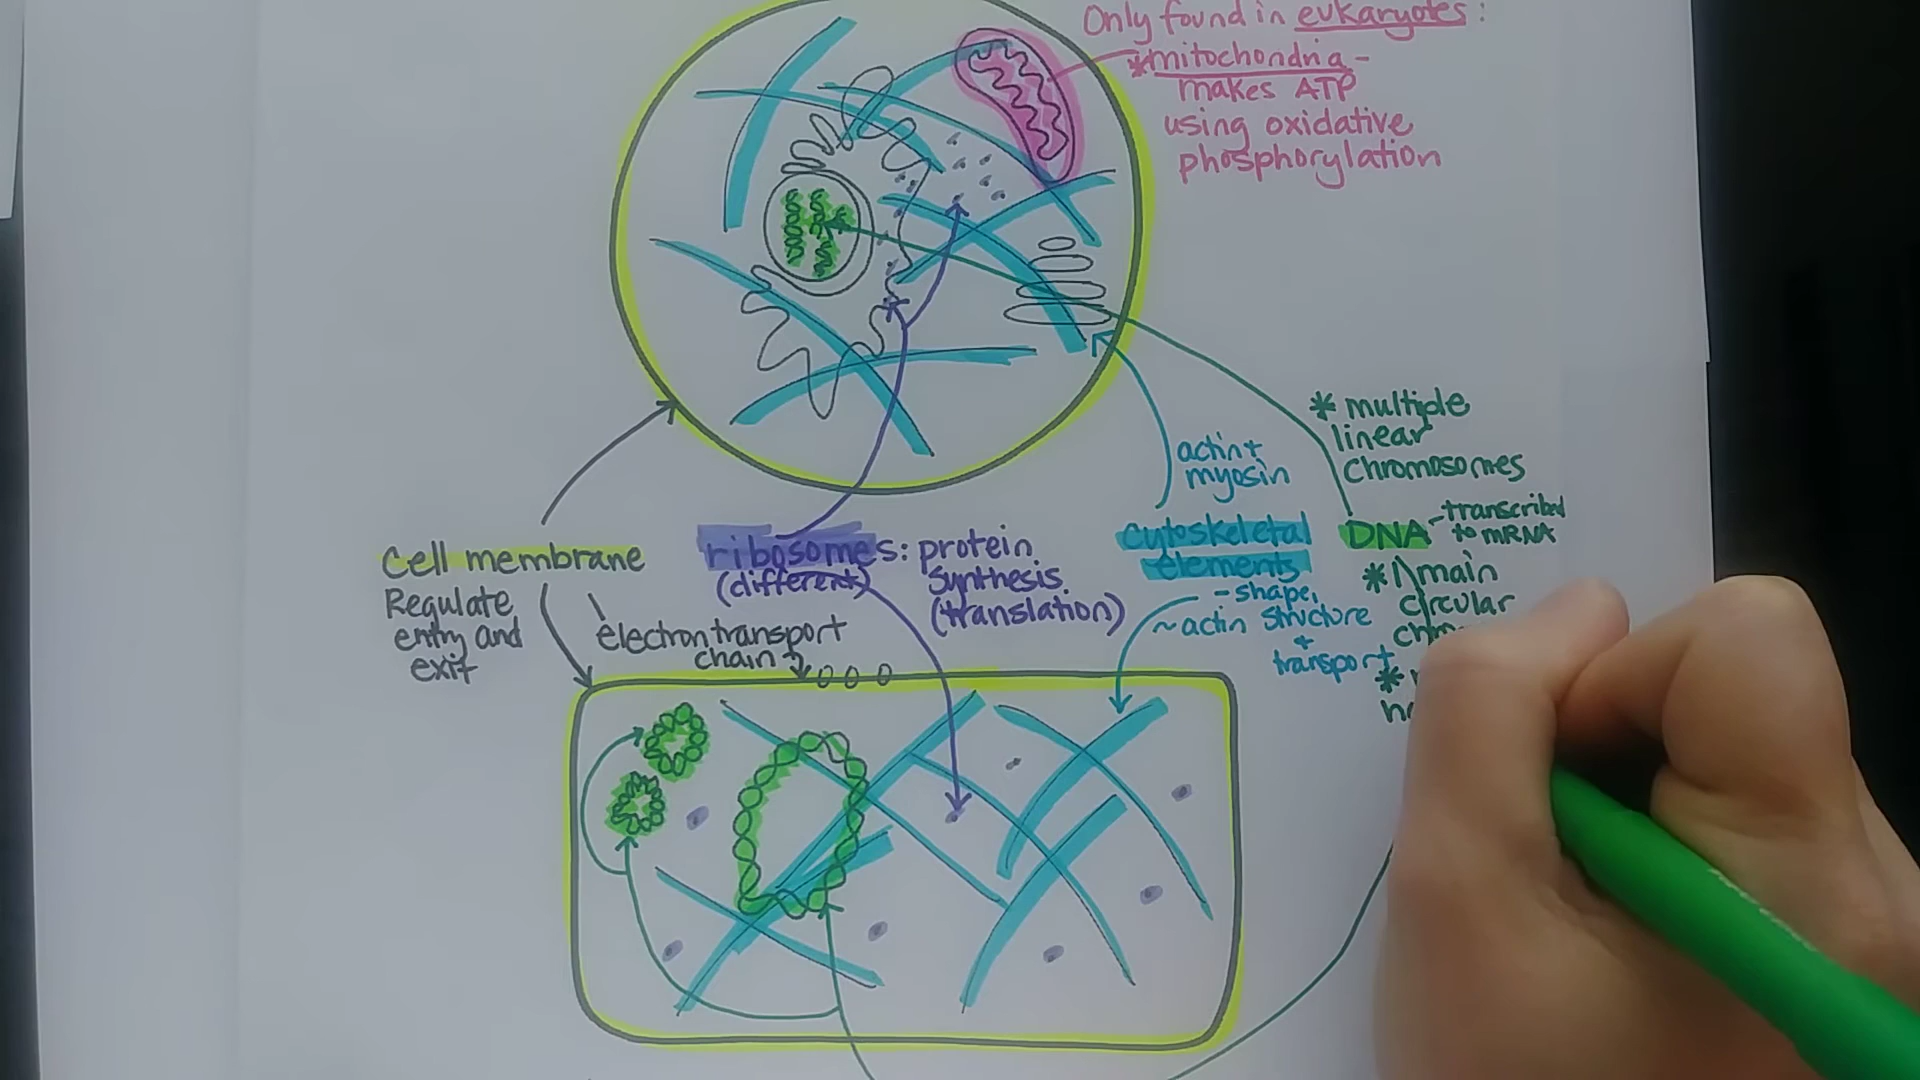 Only found in eukaryotes:
*mitochondria-
makes ATP
using oxidative
phosphorylation
* multiple
linear
chromosomes
actin+
myosin
Cell membrane
Regulate
entry and
exit
electron transport
chain
ribosomes: protein
(different)
synthesis
(translation)
cytoskeletal
elements
-shape,
~actin structure
+
transport
DNA
-transcribed
to mRNA
* 1 main
circular
*